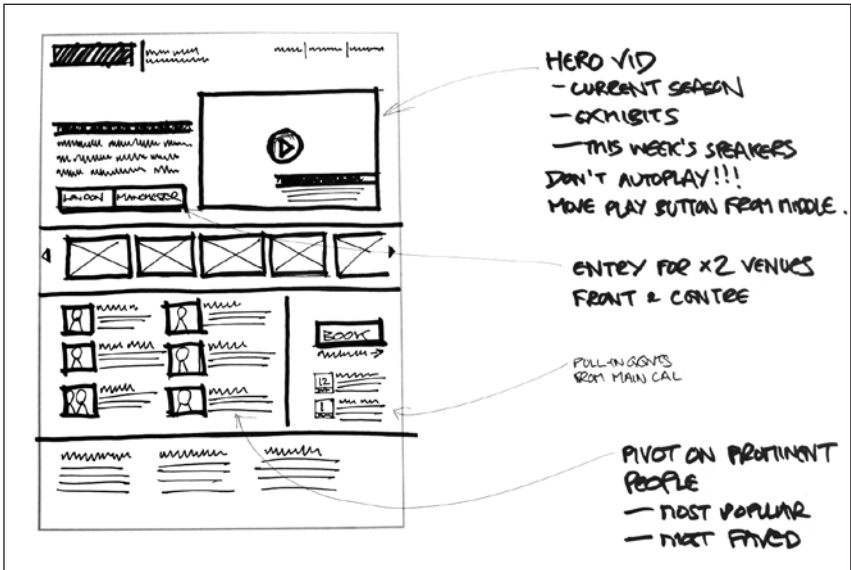 HERO VID
- CURRENT SEASON
- EXHIBITS
- THIS WEEK'S SPEAKERS
DON'T AUTOPLAY!!!
MOVE PLAY BUTTON FROM MIDDLE.
LONDON MANCHESTER
ENTRY FOR x2 VENUES
FRONT & CENTRE
BOOK
PULL-IN EVENTS
FROM MAIN CAL
12
1
PIVOT ON PROMINENT
PEOPLE
- MOST POPULAR
- MOST FAVED